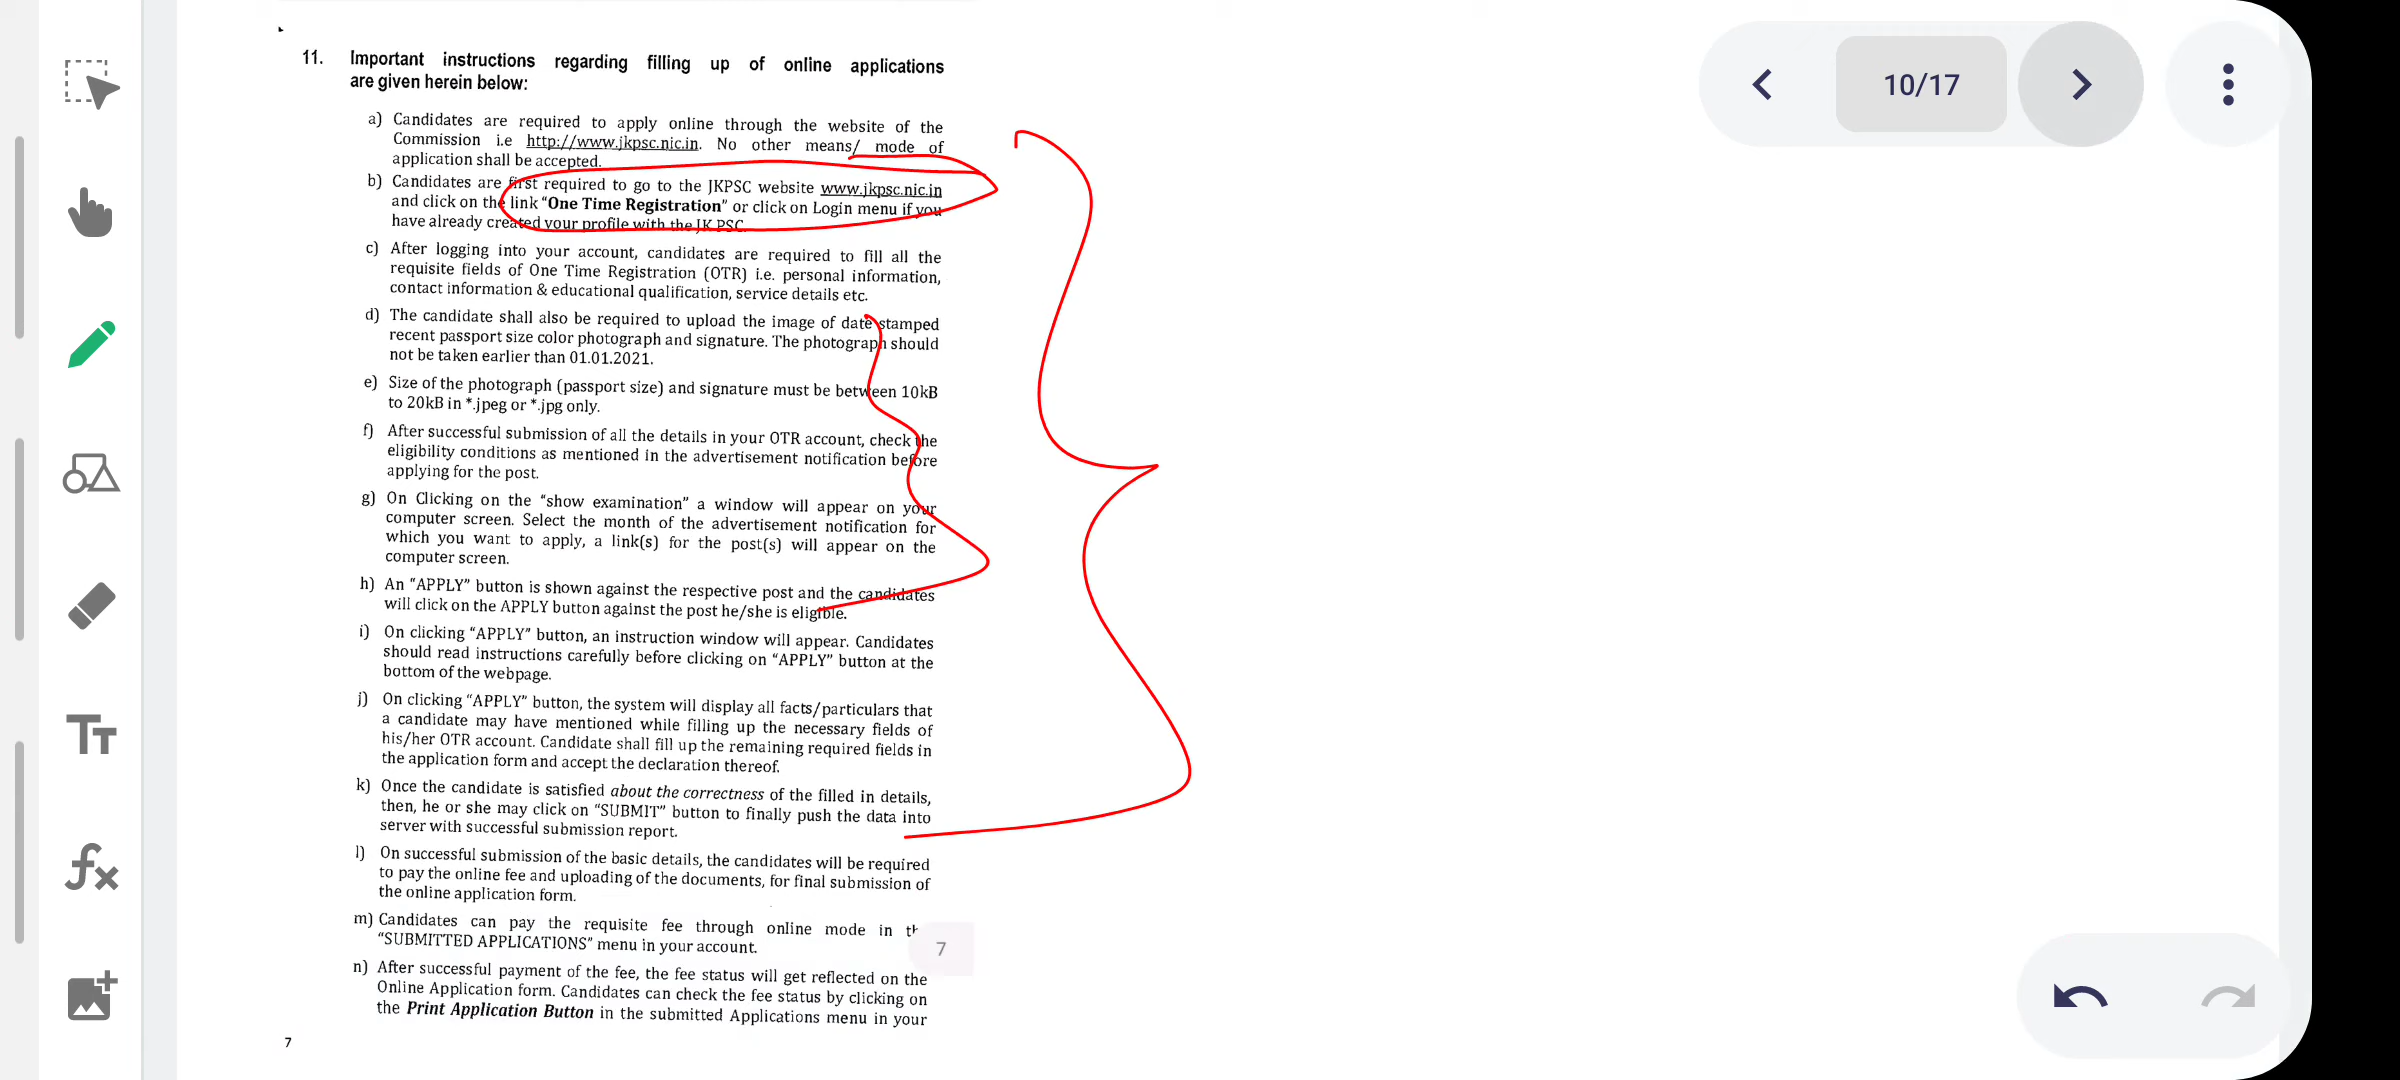 11. Important instructions regarding filling up of online applications
are given herein below:
a) Candidates are required to apply online through the website of the
Commission i.e http://www.jkpsc.nic.in. No other means/ mode of
application shall be accepted.
b) Candidates are first required to go to the JKPSC website www.jkpsc.nic.in
and click on the link “One Time Registration” or click on Login menu if you
have already created your profile with the JK PSC.
c) After logging into your account, candidates are required to fill all the
requisite fields of One Time Registration (OTR) i.e. personal information,
contact information & educational qualification, service details etc.
d) The candidate shall also be required to upload the image of date stamped
recent passport size color photograph and signature. The photograph should
not be taken earlier than 01.01.2021.
e) Size of the photograph (passport size) and signature must be between 10kB
to 20kB in *.jpeg or *.jpg only.
f) After successful submission of all the details in your OTR account, check the
eligibility conditions as mentioned in the advertisement notification before
applying for the post.
g) On Clicking on the “show examination” a window will appear on your
computer screen. Select the month of the advertisement notification for
which you want to apply, a link(s) for the post(s) will appear on the
computer screen.
h) An “APPLY” button is shown against the respective post and the candidates
will click on the APPLY button against the post he/she is eligible.
i) On clicking “APPLY” button, an instruction window will appear. Candidates
should read instructions carefully before clicking on “APPLY” button at the
bottom of the webpage.
j) On clicking “APPLY” button, the system will display all facts/particulars that
a candidate may have mentioned while filling up the necessary fields of
his/her OTR account. Candidate shall fill up the remaining required fields in
the application form and accept the declaration thereof.
k) Once the candidate is satisfied about the correctness of the filled in details,
then, he or she may click on “SUBMIT” button to finally push the data into
server with successful submission report.
l) On successful submission of the basic details, the candidates will be required
to pay the online fee and uploading of the documents, for final submission of
the online application form.
m) Candidates can pay the requisite fee through online mode in
“SUBMITTED APPLICATIONS” menu in your account.
7
n) After successful payment of the fee, the fee status will get reflected on the
Online Application form. Candidates can check the fee status by clicking on
the Print Application Button in the submitted Applications menu in your
7
10/17
TT
fx